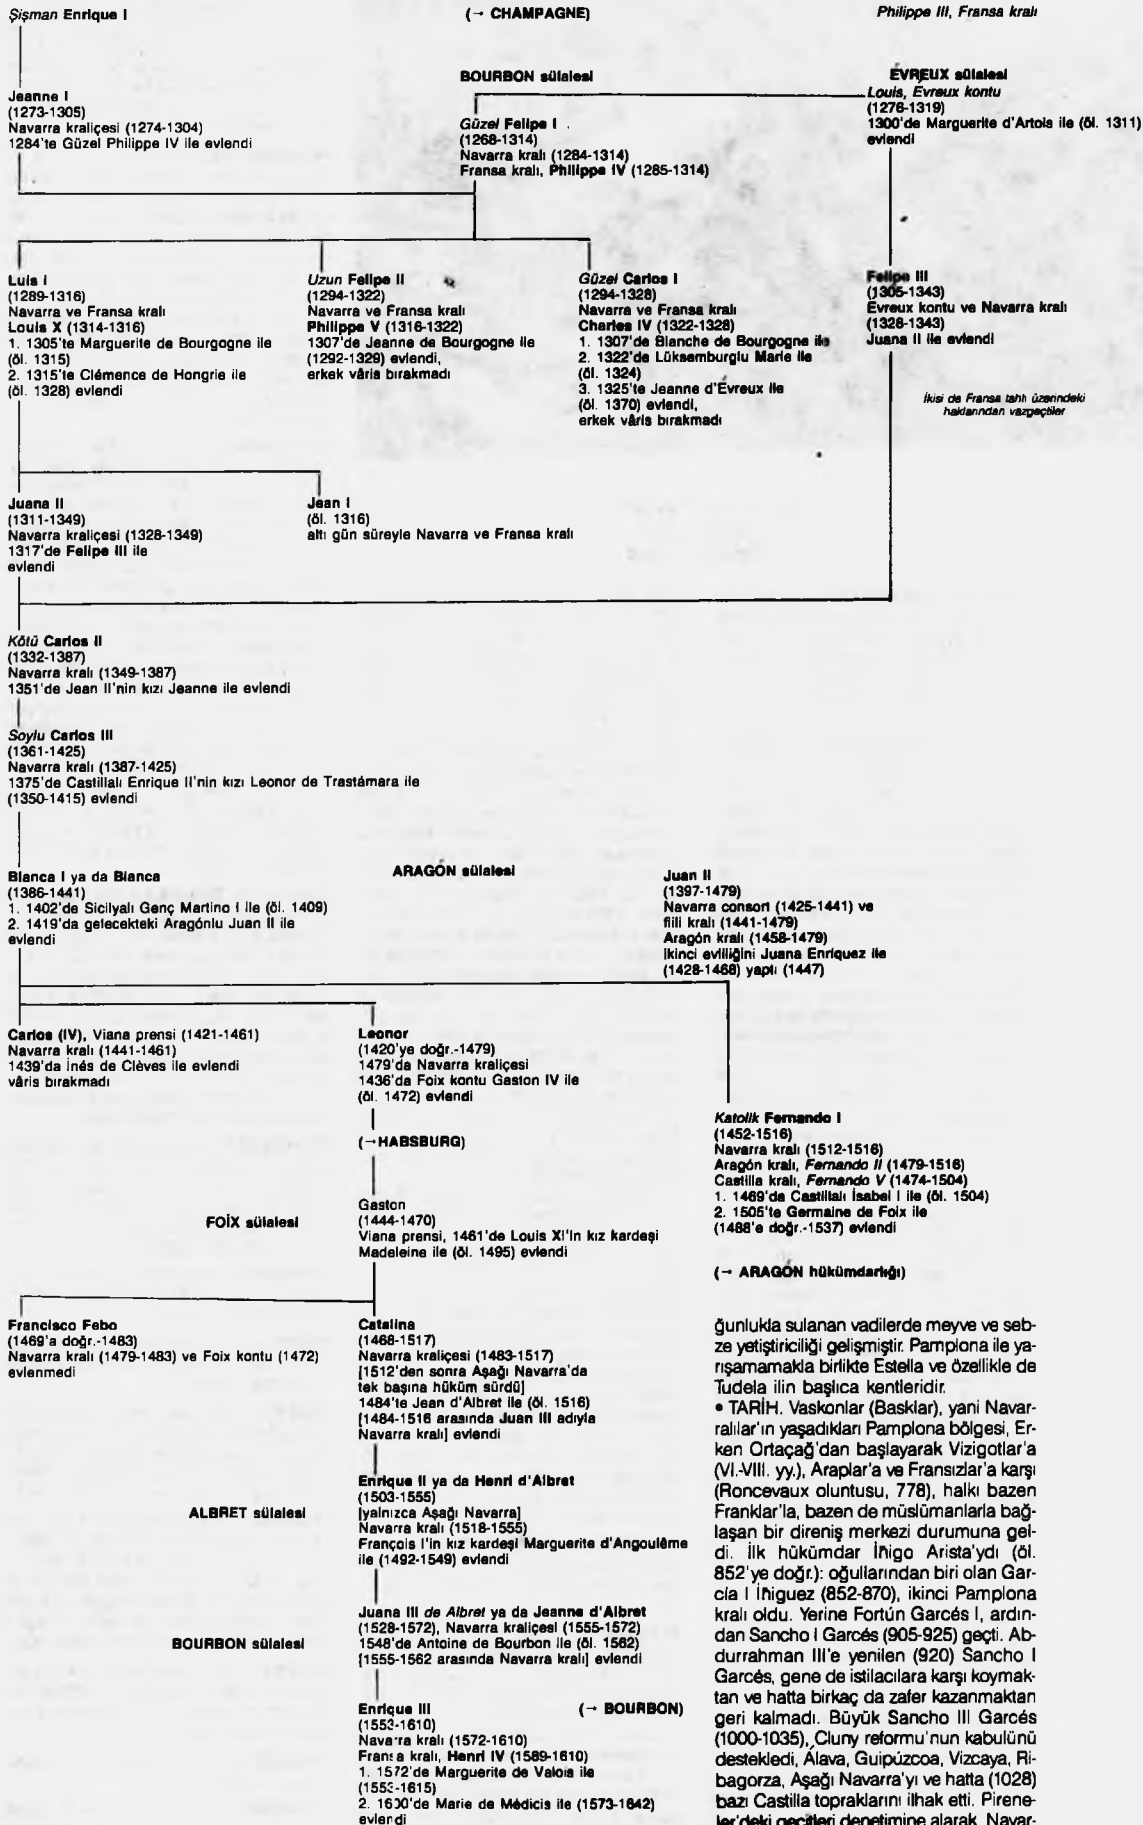 Şişman Enrique I
(→ CHAMPAGNE)
Philippe III, Fransa kralı
Jeanne I
(1273-1305)
Navarra kraliçesi (1274-1304)
1284'te Güzel Philippe IV ile evlendi
BOURBON sülalesi
Güzel Felipe I
(1268-1314)
Navarra kralı (1284-1314)
Fransa kralı, Philippe IV (1285-1314)
ÉVREUX sülalesi
Louis, Evreux kontu
(1276-1319)
1300'de Marguerite d'Artois ile (öl. 1311)
evlendi
Luis I
(1289-1316)
Navarra ve Fransa kralı
Louis X (1314-1316)
1. 1305'te Marguerite de Bourgogne ile
(öl. 1315)
2. 1315'te Clémence de Hongrie ile
(öl. 1328) evlendi
Uzun Felipe II
(1294-1322)
Navarra ve Fransa kralı
Philippe V (1316-1322)
1307'de Jeanne de Bourgogne ile
(1292-1329) evlendi,
erkek vâris bırakmadı
Güzel Carlos I
(1294-1328)
Navarra ve Fransa kralı
Charles IV (1322-1328)
1. 1307'de Blanche de Bourgogne ile
2. 1322'de Lüksemburglu Marie ile
(öl. 1324)
3. 1325'te Jeanne d'Évreux ile
(öl. 1370) evlendi,
erkek vâris bırakmadı
Felipe III
(1305-1343)
Evreux kontu ve Navarra kralı
(1328-1343)
Juana II ile evlendi
İkisi de Fransa tahtı üzerindeki
haklarından vazgeçtiler
Juana II
(1311-1349)
Navarra kraliçesi (1328-1349)
1317'de Felipe III ile
evlendi
Jean I
(öl. 1316)
altı gün süreyle Navarra ve Fransa kralı
Kötü Carlos II
(1332-1387)
Navarra kralı (1349-1387)
1351'de Jean II'nin kızı Jeanne ile evlendi
Soylu Carlos III
(1361-1425)
Navarra kralı (1387-1425)
1375'de Castillalı Enrique II'nin kızı Leonor de Trastámara ile
(1350-1415) evlendi
Blanca I ya da Bianca
(1386-1441)
1. 1402'de Sicilyalı Genç Martino I ile (öl. 1409)
2. 1419'da gelecekteki Aragónlu Juan II ile
evlendi
ARAGÓN sülalesi
Juan II
(1397-1479)
Navarra consort (1425-1441) ve
fiili kralı (1441-1479)
Aragón kralı (1458-1479)
ikinci evliliğini Juana Enriquez ile
(1428-1468) yaptı (1447)
Carlos (IV), Viana prensi (1421-1461)
Navarra kralı (1441-1461)
1439'da İnés de Clèves ile evlendi
vâris bırakmadı
Leonor
(1420'ye doğr.-1479)
1479'da Navarra kraliçesi
1436'da Foix kontu Gaston IV ile
(öl. 1472) evlendi
(→HABSBURG)
Katolik Fernando I
(1452-1516)
Navarra kralı (1512-1516)
Aragón kralı, Fernando II (1479-1516)
Castilla kralı, Fernando V (1474-1504)
1. 1469'da Castillalı İsabel I ile (öl. 1504)
2. 1505'te Germaine de Foix ile
(1488'e doğr.-1537) evlendi
(→ ARAGÓN hükümdarlığı)
FOİX sülalesi
Gaston
(1444-1470)
Viana prensi, 1461'de Louis XI'in kız kardeşi
Madeleine ile (öl. 1495) evlendi
Francisco Febo
(1469'a doğr.-1483)
Navarra kralı (1479-1483) ve Foix kontu (1472)
evlenmedi
Catalina
(1468-1517)
Navarra kraliçesi (1483-1517)
[1512'den sonra Aşağı Navarra'da
tek başına hüküm sürdü]
1484'te Jean d'Albret ile (öl. 1516)
[1484-1516 arasında Juan III adıyla
Navarra kralı] evlendi
ALBRET sülalesi
Enrique II ya da Henri d'Albret
(1503-1555)
[yalnızca Aşağı Navarra]
Navarra kralı (1518-1555)
François I'in kız kardeşi Marguerite d'Angoulême
ile (1492-1549) evlendi
BOURBON sülalesi
Juana III de Albret ya da Jeanne d'Albret
(1528-1572), Navarra kraliçesi (1555-1572)
1548'de Antoine de Bourbon ile (öl. 1562)
[1555-1562 arasında Navarra kralı] evlendi
Enrique III
(→ BOURBON)
(1553-1610)
Navarra kralı (1572-1610)
Fransa kralı, Henri IV (1589-1610)
1. 1572'de Marguerite de Valois ile
(1553-1615)
2. 1600'de Marie de Médicis ile (1573-1642)
evlendi
ğunlukla sulanan vadilerde meyve ve seb-
ze yetiştiriciliği gelişmiştir. Pamplona ile ya-
rışamamakla birlikte Estella ve özellikle de
Tudela ilin başlıca kentleridir.
• TARİH. Vaskonlar (Basklar), yani Navar-
ralılar'ın yaşadıkları Pamplona bölgesi, Er-
ken Ortaçağ'dan başlayarak Vizigotlar'a
(VI.-VIII. yy.), Araplar'a ve Fransızlar'a karşı
(Roncevaux oluntusu, 778), halkı bazen
Franklar'la, bazen de müslümanlarla bağ-
laşan bir direniş merkezi durumuna gel-
di. İlk hükümdar İñigo Arista'ydı (öl.
852'ye doğr.): oğullarından biri olan Gar-
cía I İñiguez (852-870), ikinci Pamplona
kralı oldu. Yerine Fortún Garcés I, ardın-
dan Sancho I Garcés (905-925) geçti. Ab-
durrahman III'e yenilen (920) Sancho I
Garcés, gene de istilacılara karşı koymak-
tan ve hatta birkaç da zafer kazanmaktan
geri kalmadı. Büyük Sancho III Garcés
(1000-1035), Cluny reformu'nun kabulünü
destekledi, Álava, Guipúzcoa, Vizcaya, Ri-
bagorza, Aşağı Navarra'yı ve hatta (1028)
bazı Castilla topraklarını ilhak etti. Pirene-
ler'deki geçitleri denetimine alarak, Navar-